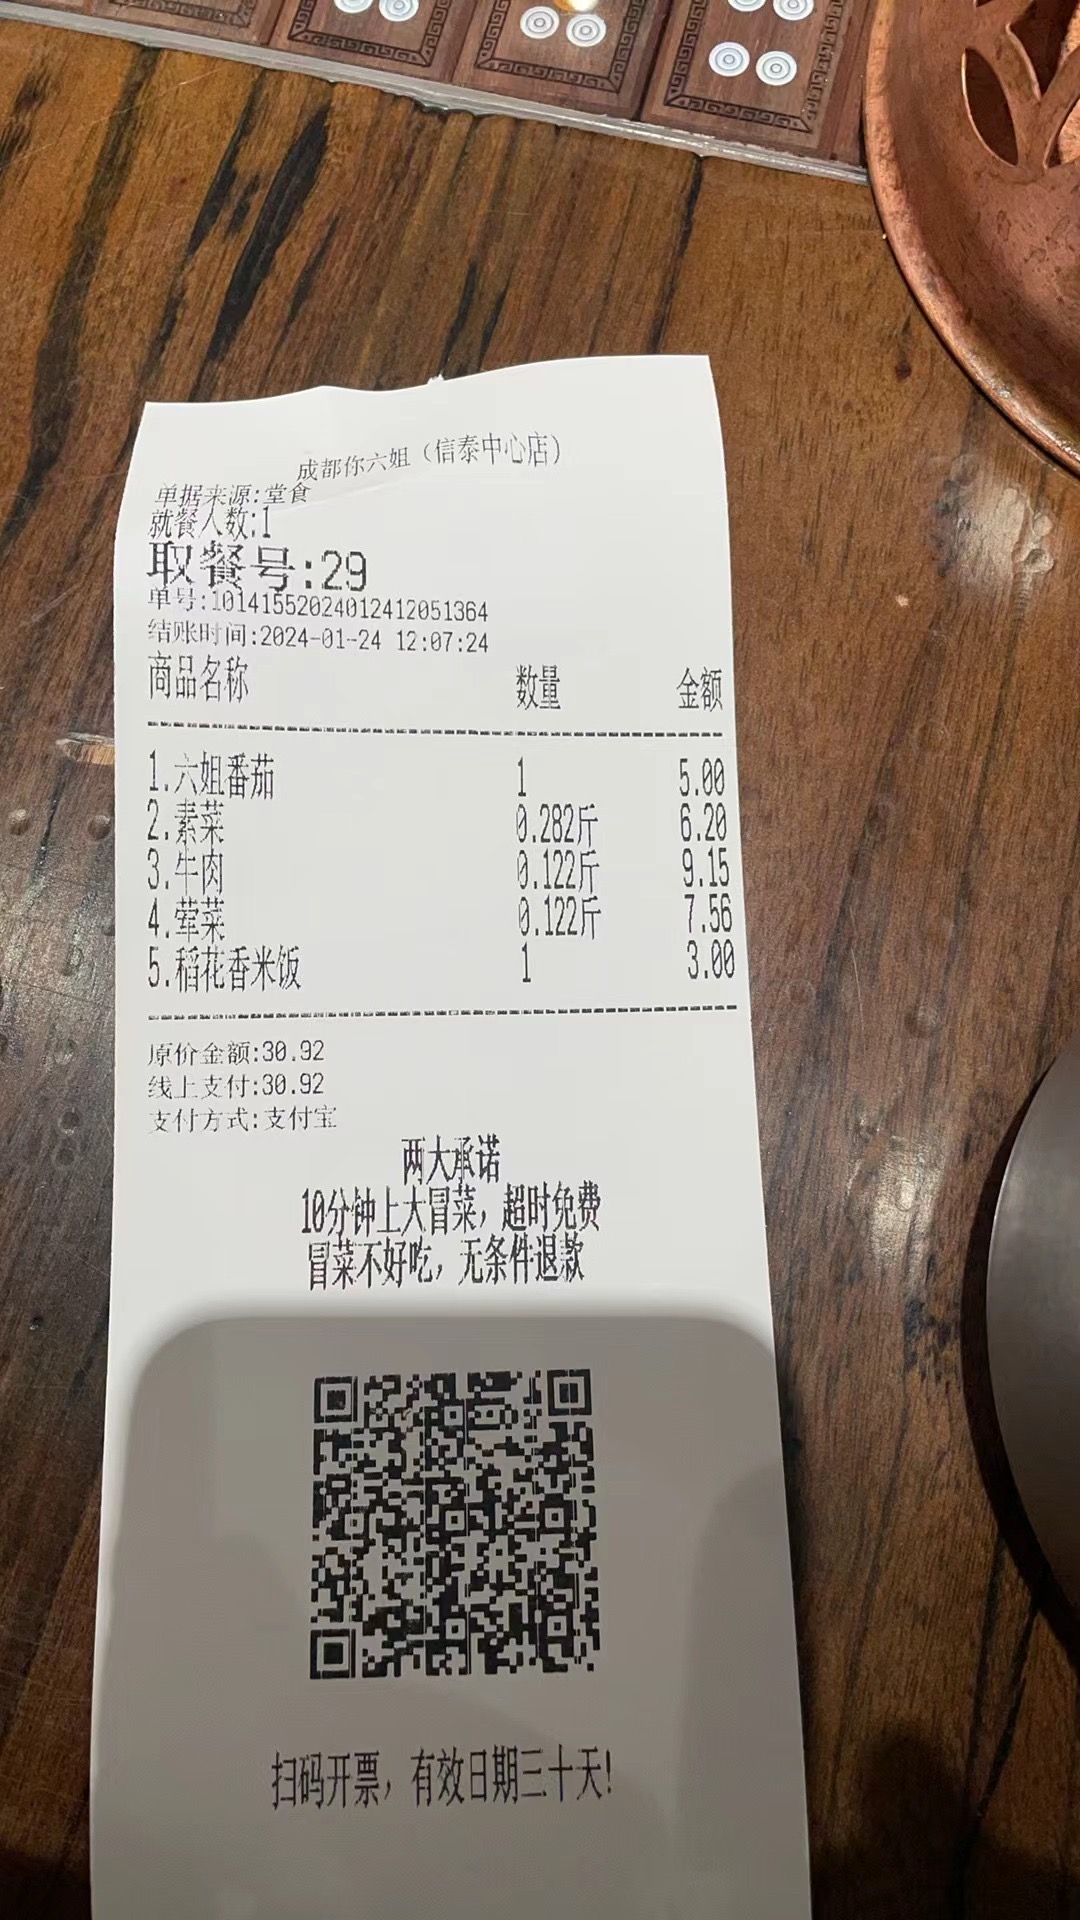 成都你六姐（信泰中心店）
单据来源:堂食
就餐人数:1
取餐号:29
单号:10141552024012412051364
结账时间:2024-01-24 12:07:24
商品名称 数量 金额
1.六姐番茄 1 5.00
2.素菜 0.282斤 6.20
3.牛肉 0.122斤 9.15
4.荤菜 0.122斤 7.56
5.稻花香米饭 1 3.00
原价金额:30.92
线上支付:30.92
支付方式:支付宝
两大承诺
10分钟上大冒菜，超时免费
冒菜不好吃，无条件退款
扫码开票，有效日期三十天!